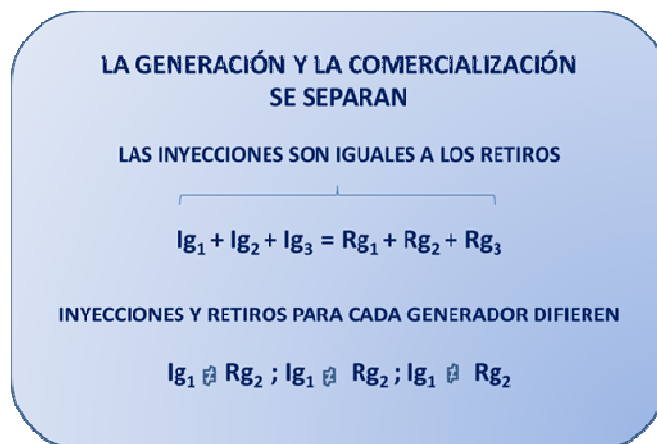 LA GENERACIÓN Y LA COMERCIALIZACIÓN
SE SEPARAN
LAS INYECCIONES SON IGUALES A LOS RETIROS
Ig₁ + Ig₂ + Ig₃ = Rg₁ + Rg₂ + Rg₃
INYECCIONES Y RETIROS PARA CADA GENERADOR DIFIEREN
Ig₁ ≠ Rg₂ ; Ig₁ ≠ Rg₂ ; Ig₁ ≠ Rg₂